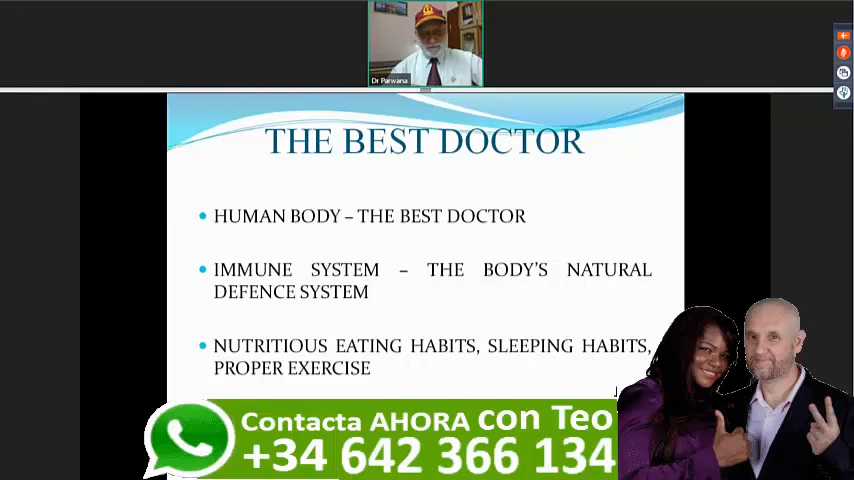 Dr Parwana
THE BEST DOCTOR
• HUMAN BODY – THE BEST DOCTOR
• IMMUNE SYSTEM – THE BODY'S NATURAL
DEFENCE SYSTEM
• NUTRITIOUS EATING HABITS, SLEEPING HABITS,
PROPER EXERCISE
Contacta AHORA con Teo
+34 642 366 134